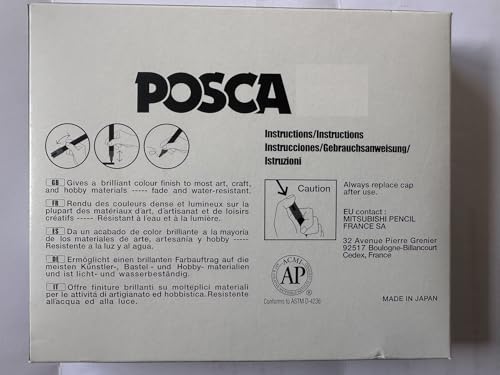 POSCA
Instructions/Instructions
Instrucciones/Gebrauchsanweisung/
Istruzioni
GB Gives a brilliant colour finish to most art, craft,
and hobby materials ----- fade and water-resistant.
FR Rendu des couleurs dense et lumineux sur la
plupart des matériaux d'art, d'artisanat et de loisirs
créatifs ----- Résistant à l'eau et à la lumière.
ES Da un acabado de color brillante a la mayoría
de los materiales de arte, artesanía y hobby -----
Resistente a la luz y al agua.
DE Ermöglicht einen brillanten Farbauftrag auf die
meisten Künstler-, Bastel- und Hobby- materialien
und ist licht- und wasserbeständig.
IT Offre finiture brillanti su molteplici materiali
per le attività di artigianato ed hobbistica. Resistente
allacqua ed alla luce.
Caution
Always replace cap
after use.
EU contact :
MITSUBISHI PENCIL
FRANCE SA
32 Avenue Pierre Grenier
92517 Boulogne-Billancourt
Cedex, France
ACMI
AP
®
Conforms to ASTM D-4236
MADE IN JAPAN